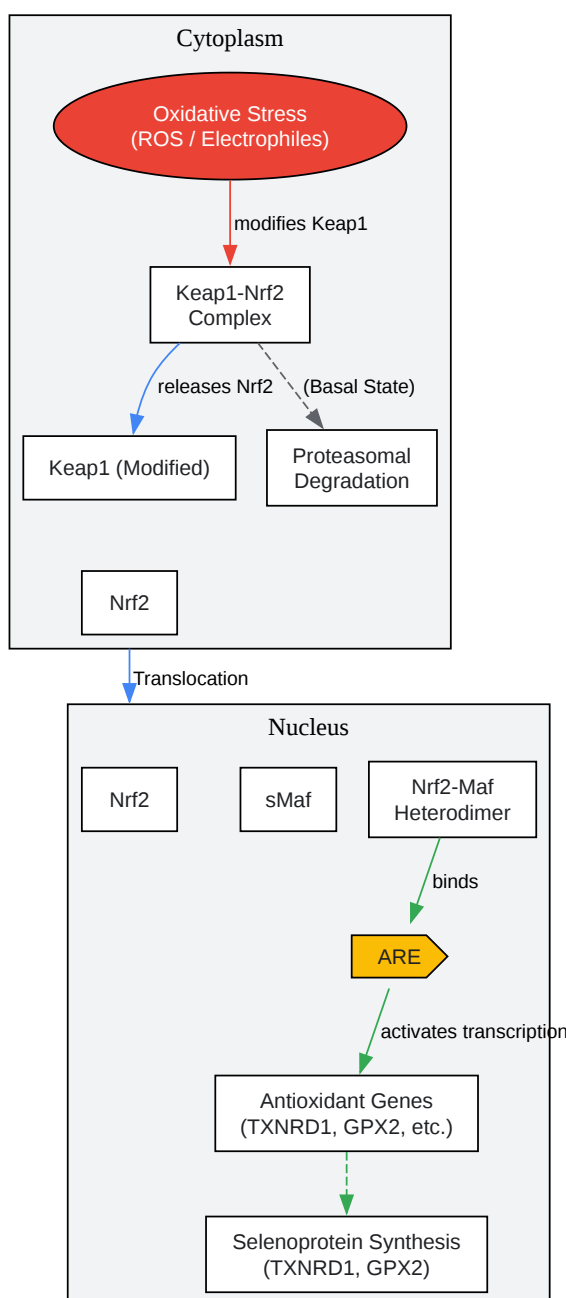 Cytoplasm
Oxidative Stress
(ROS / Electrophiles)
modifies Keap1
Keap1-Nrf2
Complex
releases Nrf2
(Basal State)
Keap1 (Modified)
Proteasomal
Degradation
Nrf2
Translocation
Nucleus
Nrf2
sMaf
Nrf2-Maf
Heterodimer
binds
ARE
activates transcription
Antioxidant Genes
(TXNRD1, GPX2, etc.)
Selenoprotein Synthesis
(TXNRD1, GPX2)